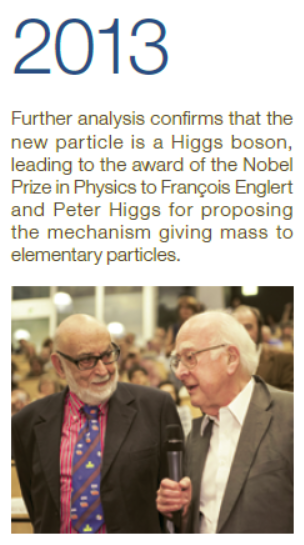 2013
Further analysis confirms that the
new particle is a Higgs boson,
leading to the award of the Nobel
Prize in Physics to François Englert
and Peter Higgs for proposing
the mechanism giving mass to
elementary particles.